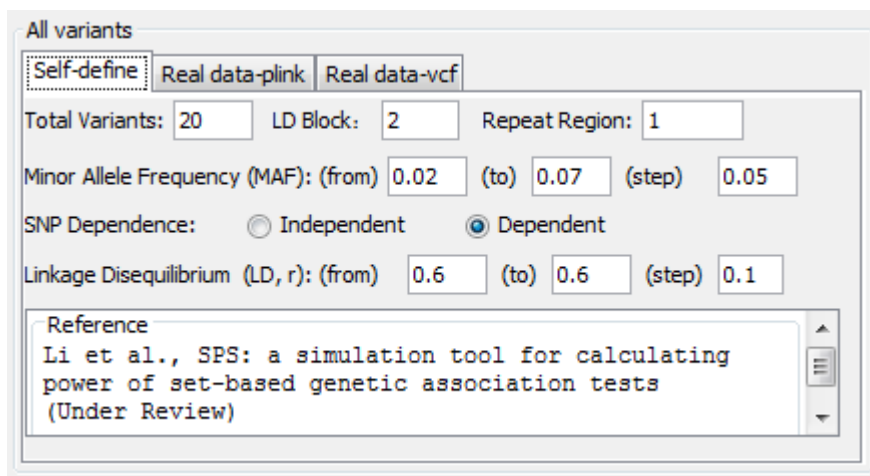 All variants
Self-define Real data-plink Real data-vcf
Total Variants: 20 LD Block: 2 Repeat Region: 1
Minor Allele Frequency (MAF): (from) 0.02 (to) 0.07 (step) 0.05
SNP Dependence: Independent Dependent
Linkage Disequilibrium (LD, r): (from) 0.6 (to) 0.6 (step) 0.1
Reference
Li et al., SPS: a simulation tool for calculating
power of set-based genetic association tests
(Under Review)